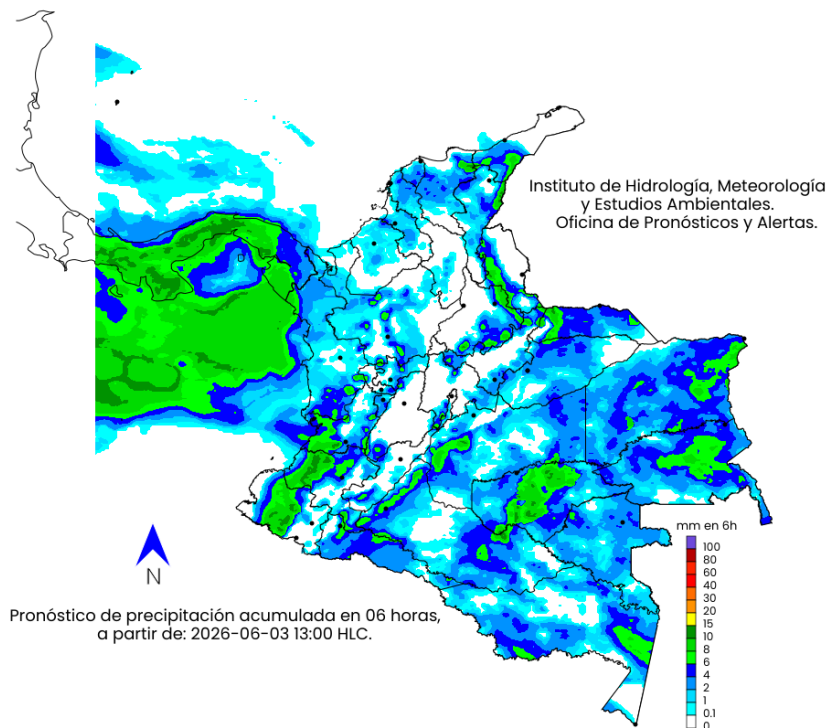 Instituto de Hidrología, Meteorología
y Estudios Ambientales.
Oficina de Pronósticos y Alertas.
mm en 6h
100
80
60
40
30
20
15
10
8
6
4
2
1
0.1
0
N
Pronóstico de precipitación acumulada en 06 horas,
a partir de: 2026-06-03 13:00 HLC.